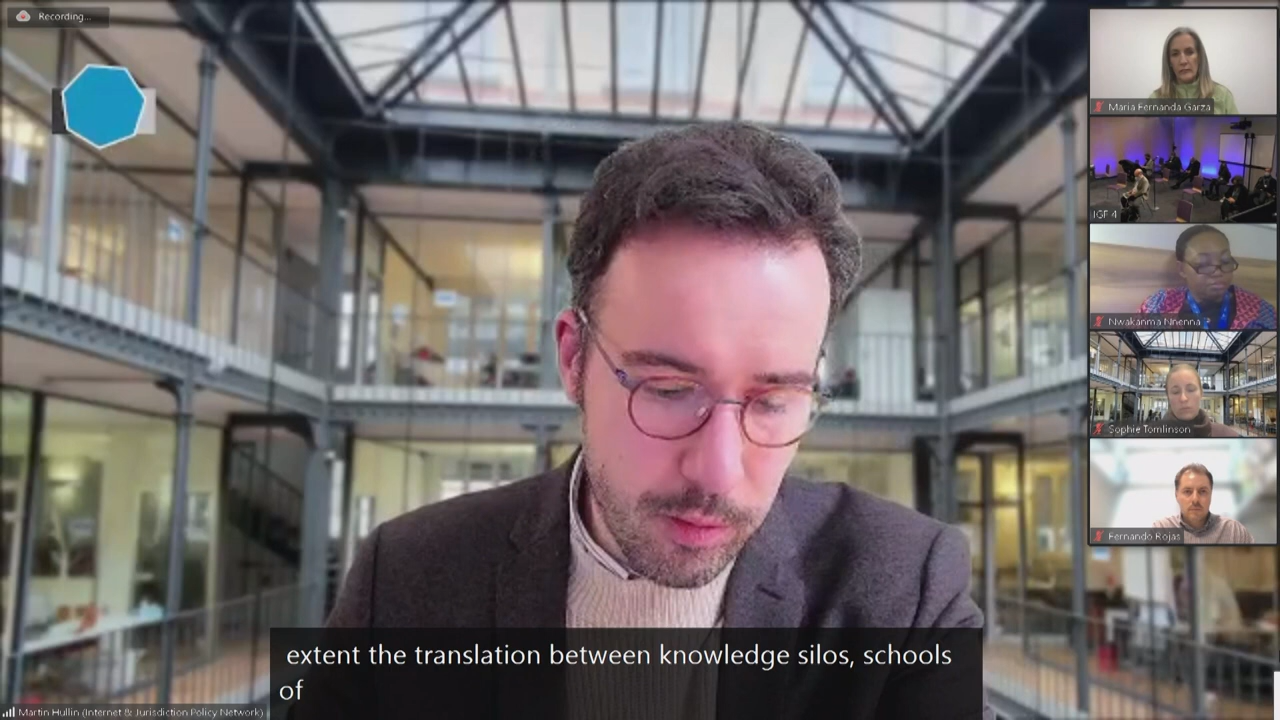 Recording...
Maria Fernanda Garza
IGF 4
Nwakanma Nnenna
Sophie Tomlinson
Fernando Rojas
extent the translation between knowledge silos, schools
of
Martin Hullin (Internet & Jurisdiction Policy Network)